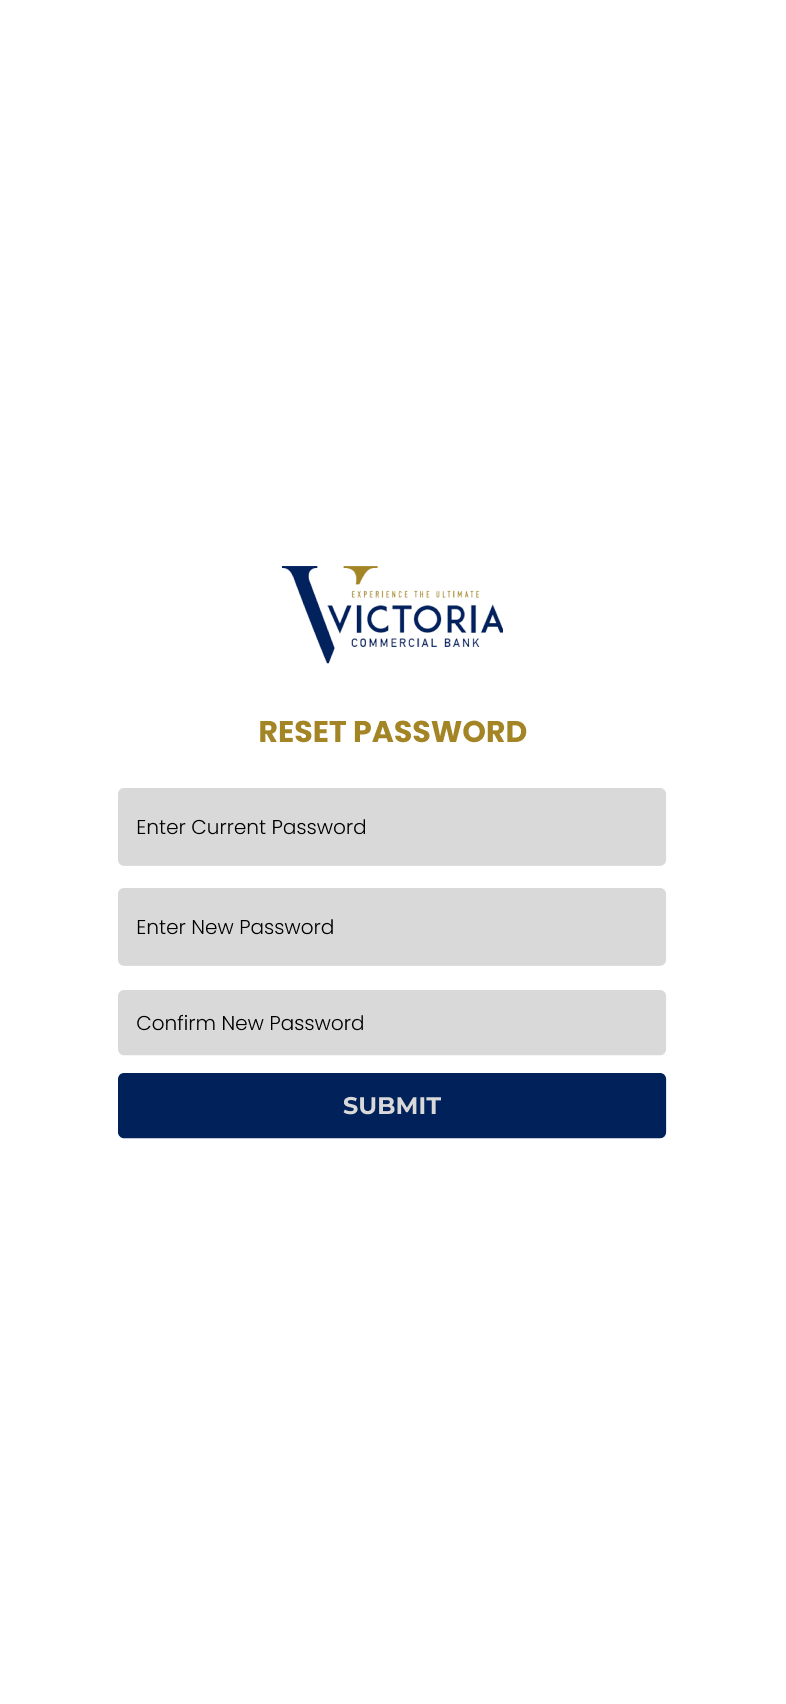 EXPERIENCE THE ULTIMATE
VICTORIA
COMMERCIAL BANK
RESET PASSWORD
Enter Current Password
Enter New Password
Confirm New Password
SUBMIT